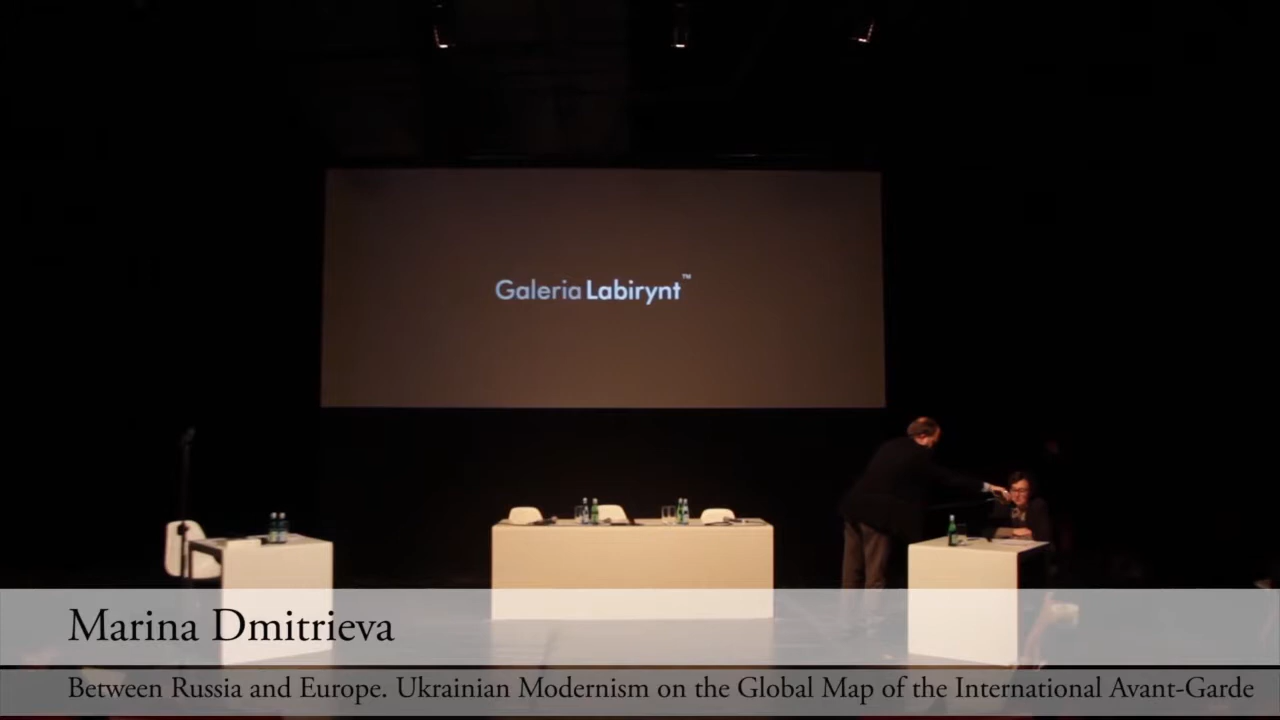 Galeria Labirynt™
Marina Dmitrieva
Between Russia and Europe. Ukrainian Modernism on the Global Map of the International Avant-Garde